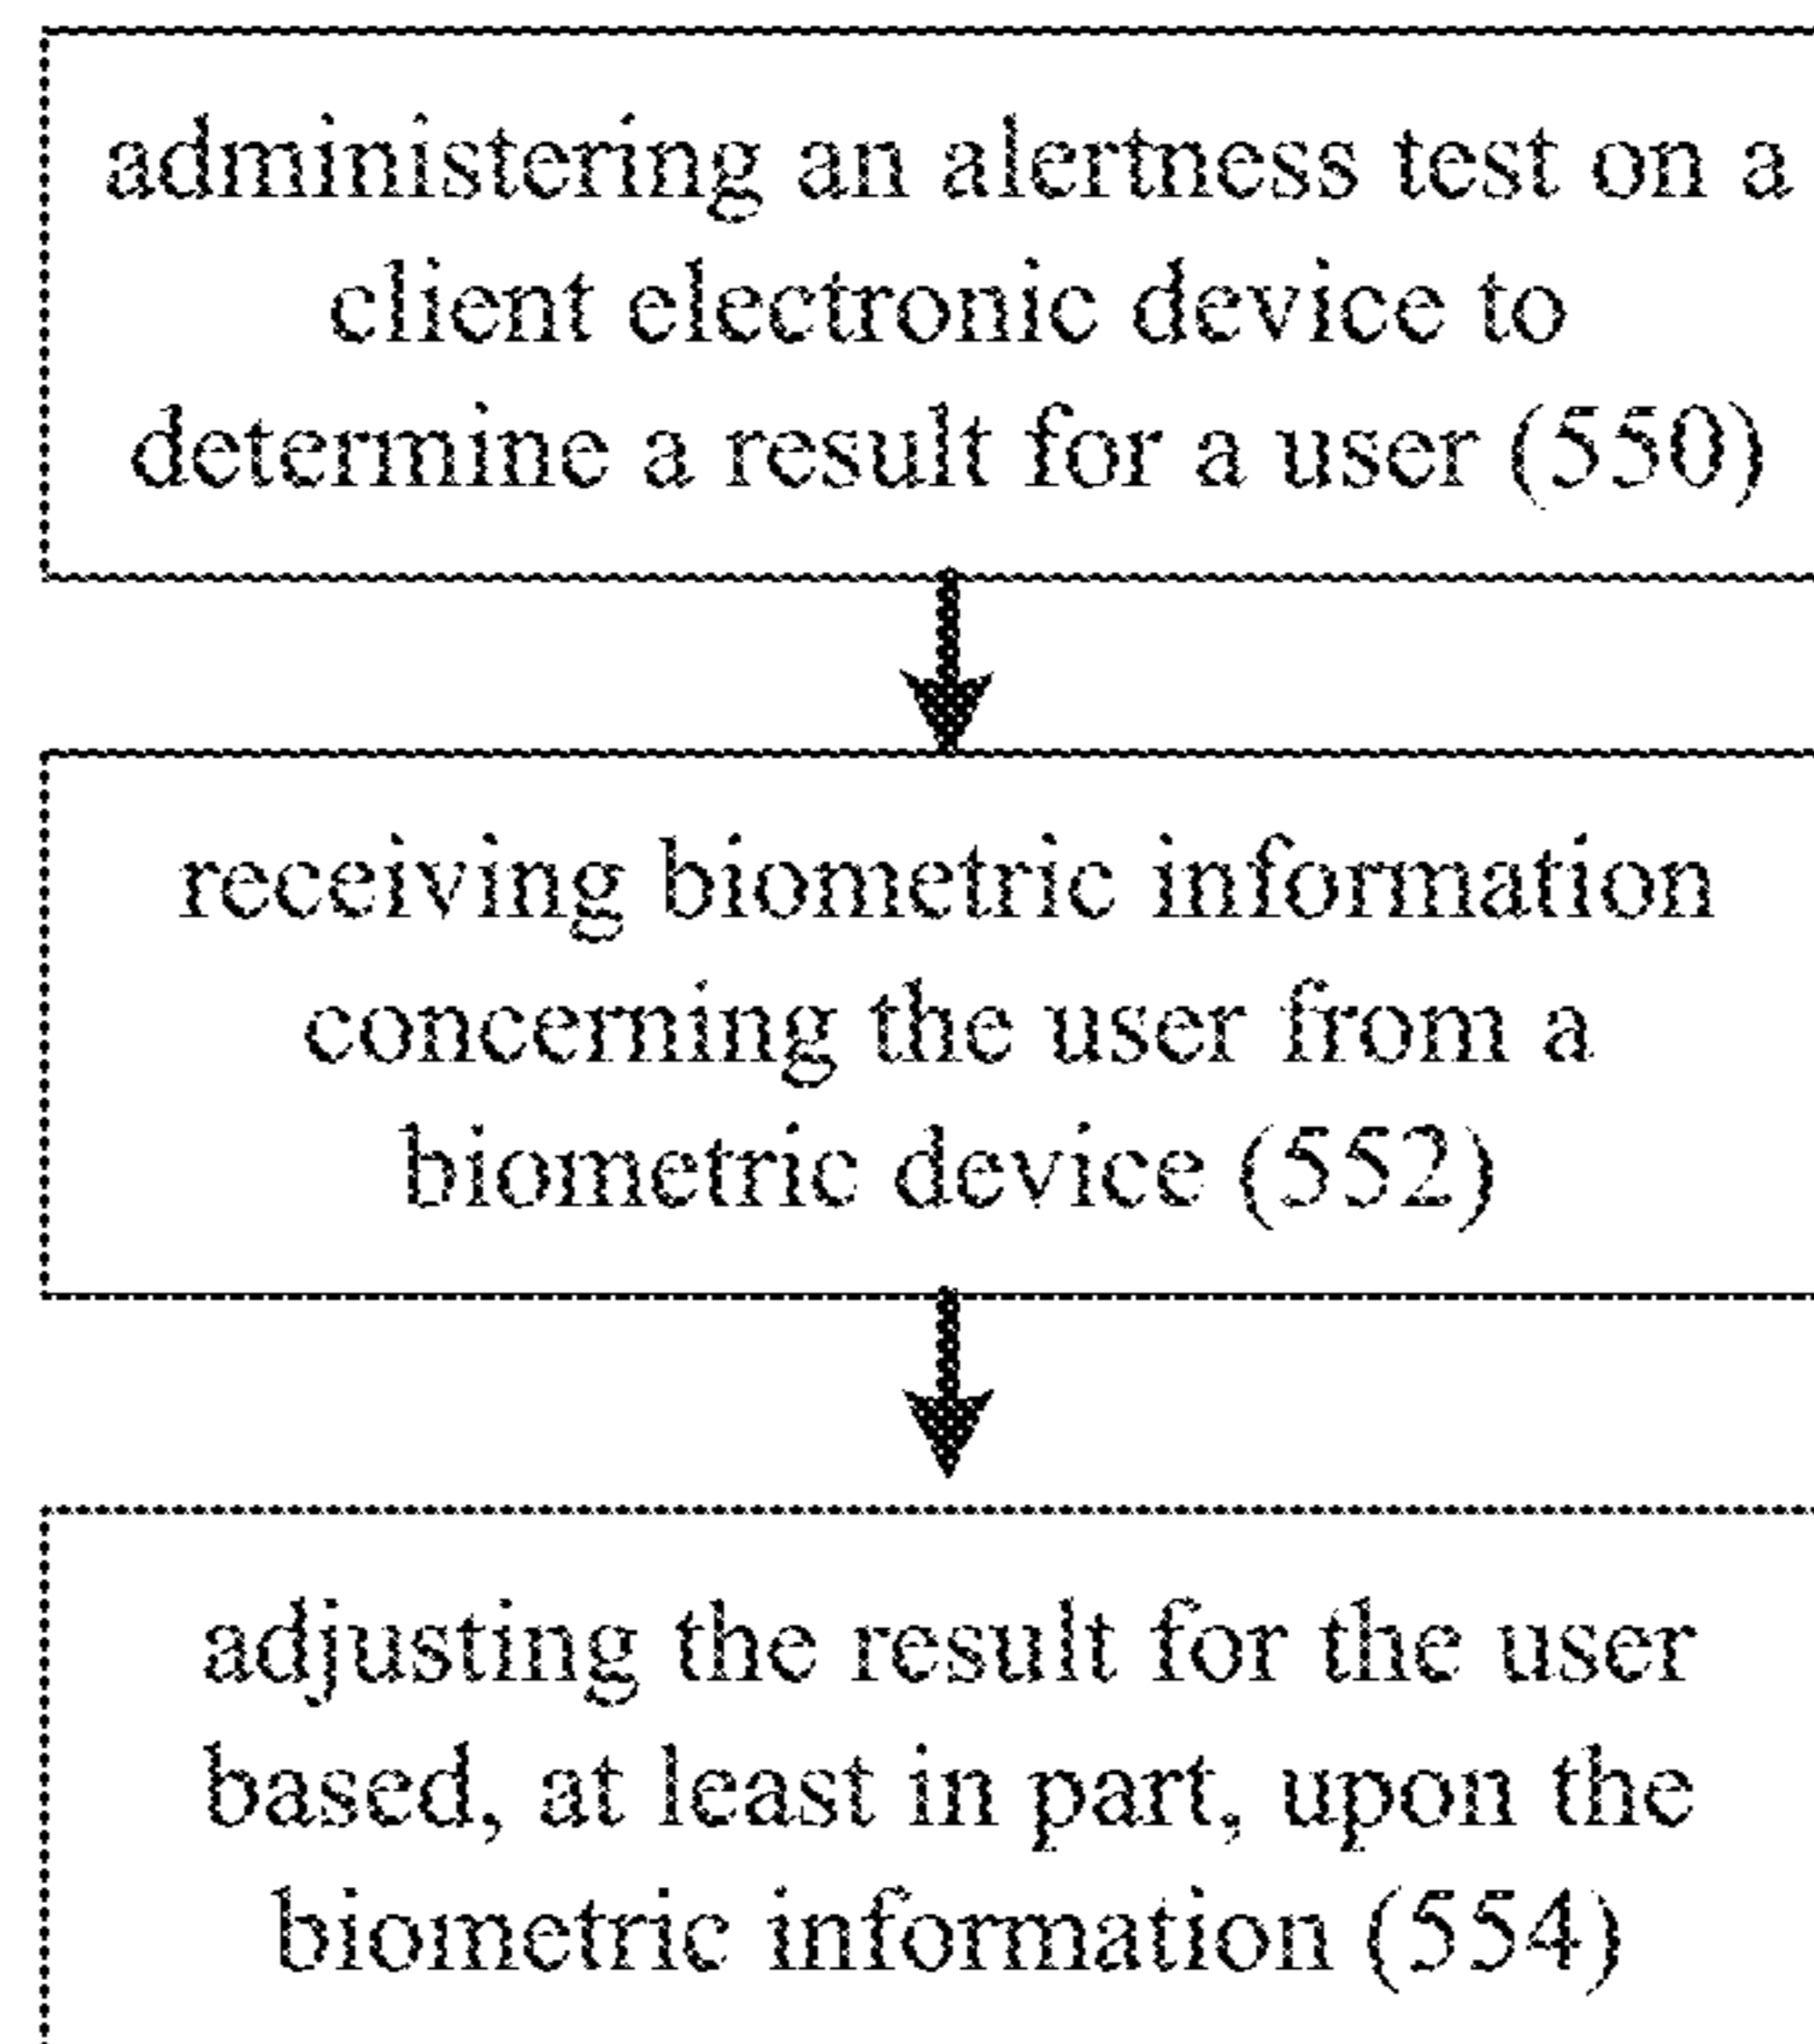 administering an alertness test on a
client electronic device to
determine a result for a user (550)
receiving biometric information
concerning the user from a
biometric device (552)
adjusting the result for the user
based, at least in part, upon the
biometric information (554)